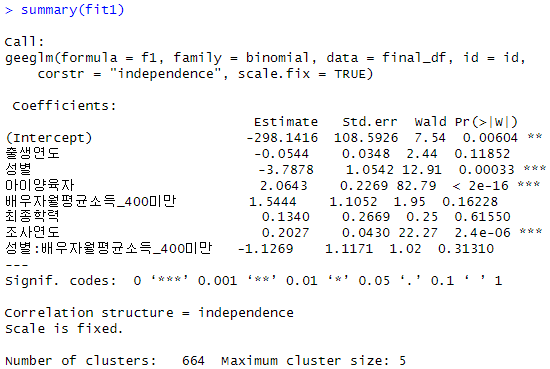 > summary(fit1)
Call:
geeglm(formula = f1, family = binomial, data = final_df, id = id,
    corstr = "independence", scale.fix = TRUE)
 Coefficients:
                              Estimate   Std.err  Wald Pr(>|W|)
(Intercept)                  -298.1416  108.5926  7.54  0.00604 **
출생연도                       -0.0544    0.0348  2.44  0.11852
성별                           -3.7878    1.0542 12.91  0.00033 ***
아이양육자                      2.0643    0.2269 82.79  < 2e-16 ***
배우자월평균소득_400미만        1.5444    1.1052  1.95  0.16228
최종학력                        0.1340    0.2669  0.25  0.61550
조사연도                        0.2027    0.0430 22.27  2.4e-06 ***
성별:배우자월평균소득_400미만   -1.1269    1.1171  1.02  0.31310
---
Signif. codes:  0 ‘***’ 0.001 ‘**’ 0.01 ‘*’ 0.05 ‘.’ 0.1 ‘ ’ 1
Correlation structure = independence
Scale is fixed.
Number of clusters:   664  Maximum cluster size: 5